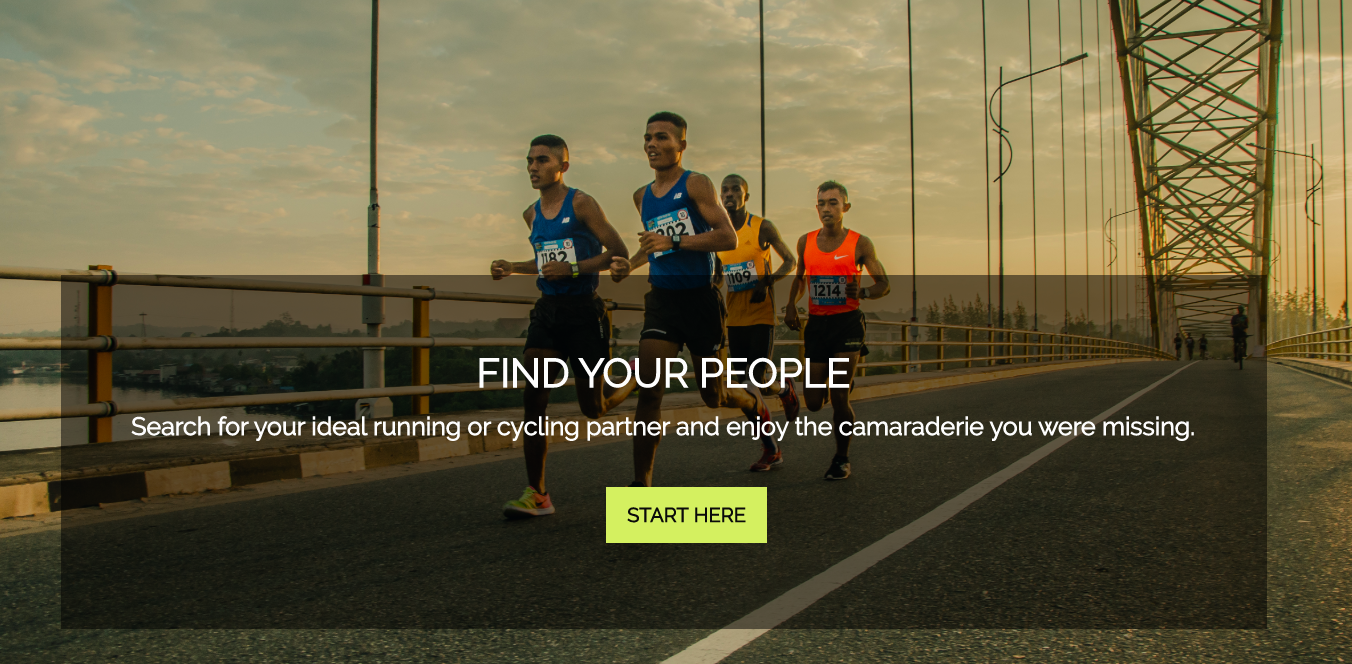 1182
1109
1214
FIND YOUR PEOPLE
Search for your ideal running or cycling partner and enjoy the camaraderie you were missing.
START HERE